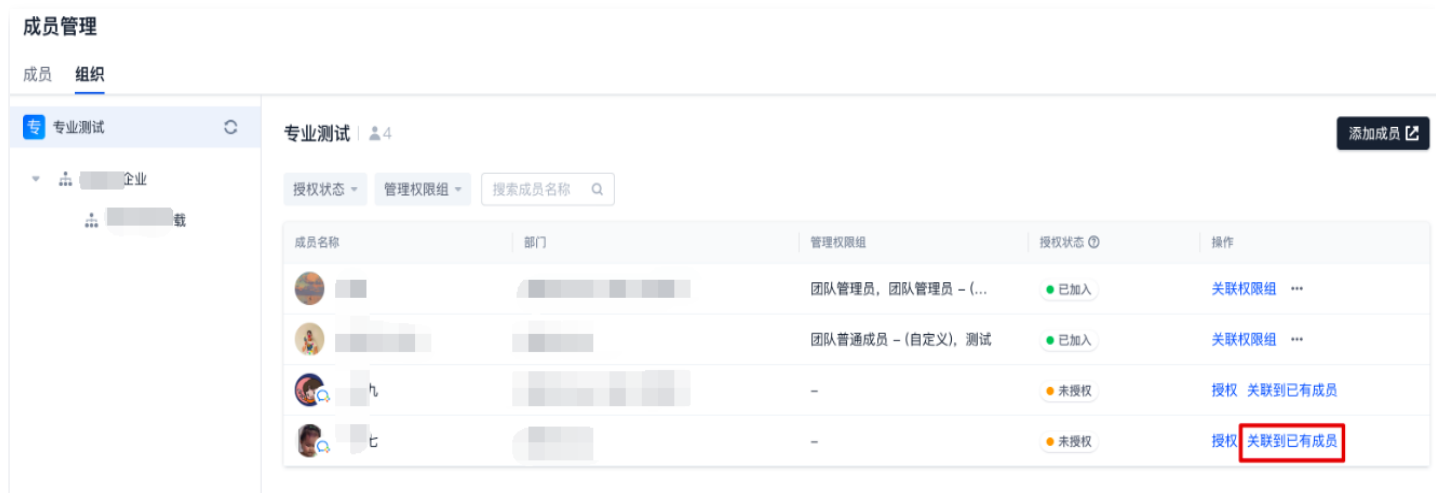 成员管理
成员 组织
专 专业测试
企业
载
专业测试 4
添加成员
授权状态 管理权限组 搜索成员名称
成员名称 部门 管理权限组 授权状态 操作
团队管理员，团队管理员 – (... 已加入 关联权限组 ···
团队普通成员 – (自定义)，测试 已加入 关联权限组 ···
九 – 未授权 授权 关联到已有成员
七 – 未授权 授权 关联到已有成员